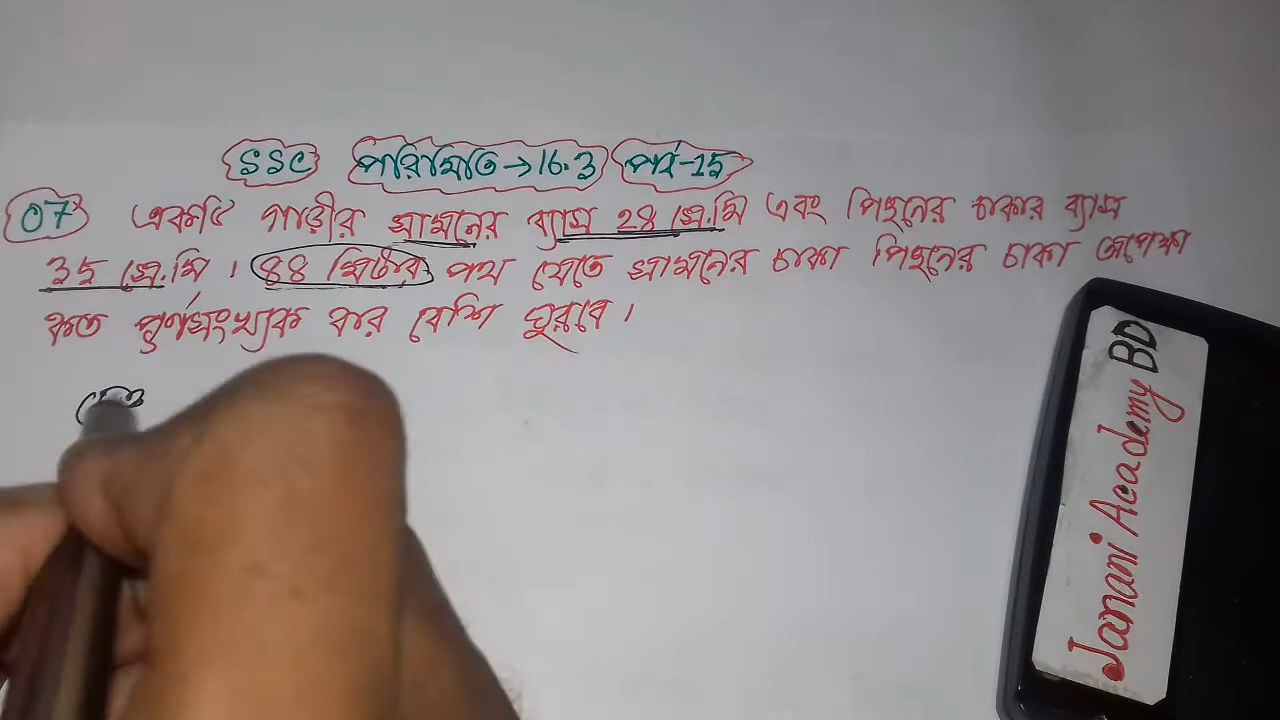 SSC পরিমিতি→16.3 পর্ব-15
07 একটি গাড়ীর সামনের ব্যাস 28 সে.মি এবং পিছনের চাকার ব্যাস
35 সে.মি। 88 মিটার পথ যেতে সামনের চাকা পিছনের চাকা অপেক্ষা
কত পূর্ণসংখ্যক বার বেশি ঘুরবে।
Janani Academy BD